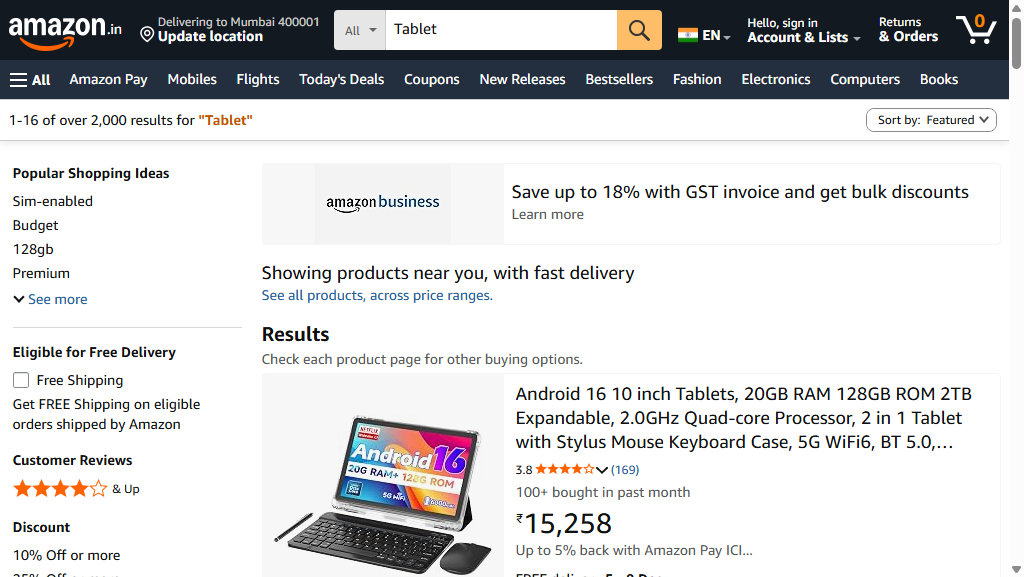 amazon.in
Delivering to Mumbai 400001
Update location
All
Tablet
EN
Hello, sign in
Account & Lists
Returns
& Orders
0
All
Amazon Pay
Mobiles
Flights
Today's Deals
Coupons
New Releases
Bestsellers
Fashion
Electronics
Computers
Books
1-16 of over 2,000 results for "Tablet"
Sort by: Featured
Popular Shopping Ideas
Sim-enabled
Budget
128gb
Premium
See more
Eligible for Free Delivery
Free Shipping
Get FREE Shipping on eligible
orders shipped by Amazon
Customer Reviews
& Up
Discount
10% Off or more
amazon business
Save up to 18% with GST invoice and get bulk discounts
Learn more
Showing products near you, with fast delivery
See all products, across price ranges.
Results
Check each product page for other buying options.
NETFLIX
Android 16
20G RAM+ 128G ROM
5G WiFi
Android 16 10 inch Tablets, 20GB RAM 128GB ROM 2TB
Expandable, 2.0GHz Quad-core Processor, 2 in 1 Tablet
with Stylus Mouse Keyboard Case, 5G WiFi6, BT 5.0,…
3.8 (169)
100+ bought in past month
₹15,258
Up to 5% back with Amazon Pay ICI…